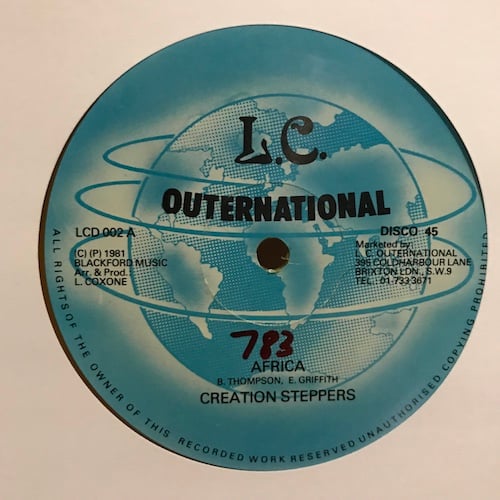 L.C.
OUTERNATIONAL
LCD 002 A
(C) (P) 1981
BLACKFORD MUSIC
Arr. & Prod.:
L. COXONE
DISCO 45
Marketed by:
L. C. OUTERNATIONAL
395 COLDHARBOUR LANE
BRIXTON LDN., S.W.9
TEL.: 01-733-3671
783
AFRICA
B. THOMPSON, E. GRIFFITH
CREATION STEPPERS
ALL RIGHTS OF THE OWNER OF THIS RECORDED WORK RESERVED UNAUTHORISED COPYING PROHIBITED